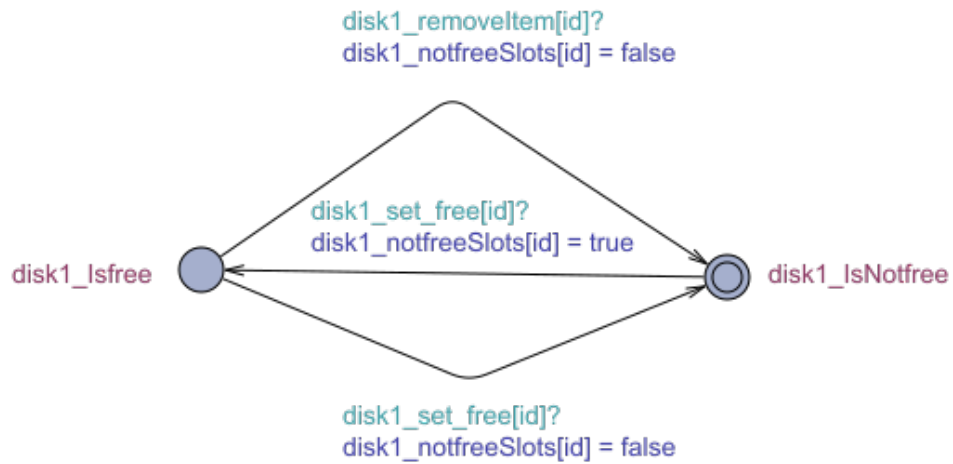 disk1_removeItem[id]?
disk1_notfreeSlots[id] = false
disk1_set_free[id]?
disk1_notfreeSlots[id] = true
disk1_Isfree
disk1_IsNotfree
disk1_set_free[id]?
disk1_notfreeSlots[id] = false